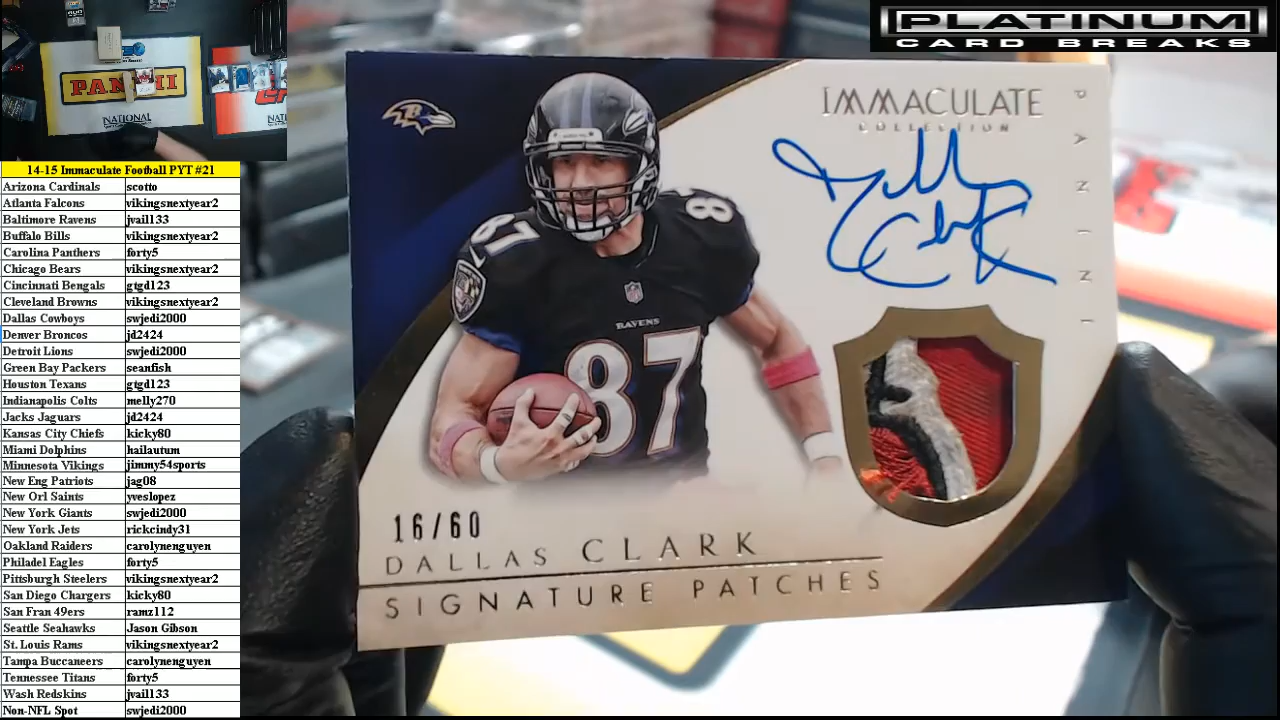 PLATINUM
CARD BREAKS
PANINI
NATIONAL
14-15 Immaculate Football PYT #21
Arizona Cardinals scotto
Atlanta Falcons vikingsnextyear2
Baltimore Ravens jvail133
Buffalo Bills vikingsnextyear2
Carolina Panthers forty5
Chicago Bears vikingsnextyear2
Cincinnati Bengals gtgd123
Cleveland Browns vikingsnextyear2
Dallas Cowboys swjedi2000
Denver Broncos jd2424
Detroit Lions swjedi2000
Green Bay Packers seanfish
Houston Texans gtgd123
Indianapolis Colts melly270
Jacks Jaguars jd2424
Kansas City Chiefs kicky80
Miami Dolphins hailautum
Minnesota Vikings jimmy54sports
New Eng Patriots jag08
New Orl Saints yveslopez
New York Giants swjedi2000
New York Jets rickcindy31
Oakland Raiders carolynenguyen
Philadel Eagles forty5
Pittsburgh Steelers vikingsnextyear2
San Diego Chargers kicky80
San Fran 49ers ramz112
Seattle Seahawks Jason Gibson
St. Louis Rams vikingsnextyear2
Tampa Buccaneers carolynenguyen
Tennessee Titans forty5
Wash Redskins jvail133
Non-NFL Spot swjedi2000
IMMACULATE
COLLECTION
PANINI
Dallas Clark
87
87
RAVENS
87
16/60
DALLAS CLARK
SIGNATURE PATCHES